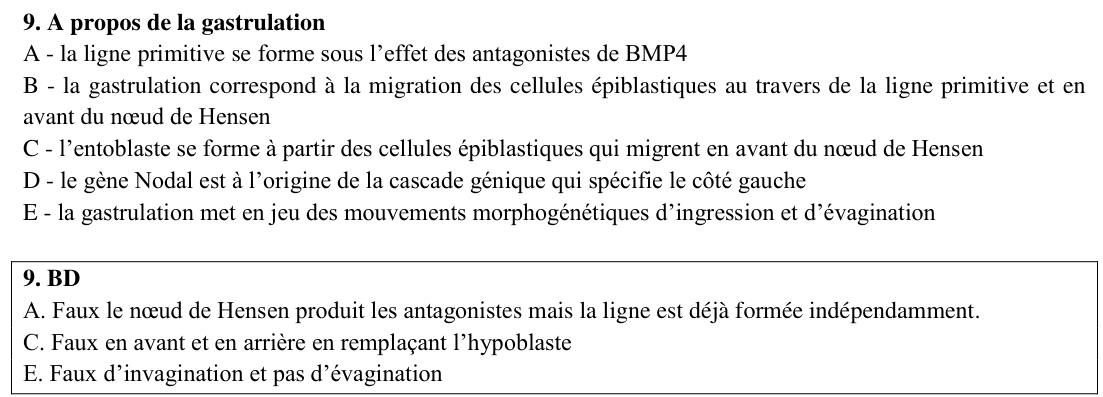 9. A propos de la gastrulation
A - la ligne primitive se forme sous l'effet des antagonistes de BMP4
B - la gastrulation correspond à la migration des cellules épiblastiques au travers de la ligne primitive et en
avant du nœud de Hensen
C - l'entoblaste se forme à partir des cellules épiblastiques qui migrent en avant du nœud de Hensen
D - le gène Nodal est à l'origine de la cascade génique qui spécifie le côté gauche
E - la gastrulation met en jeu des mouvements morphogénétiques d'ingression et d'évagination
9. BD
A. Faux le nœud de Hensen produit les antagonistes mais la ligne est déjà formée indépendamment.
C. Faux en avant et en arrière en remplaçant l'hypoblaste
E. Faux d'invagination et pas d'évagination